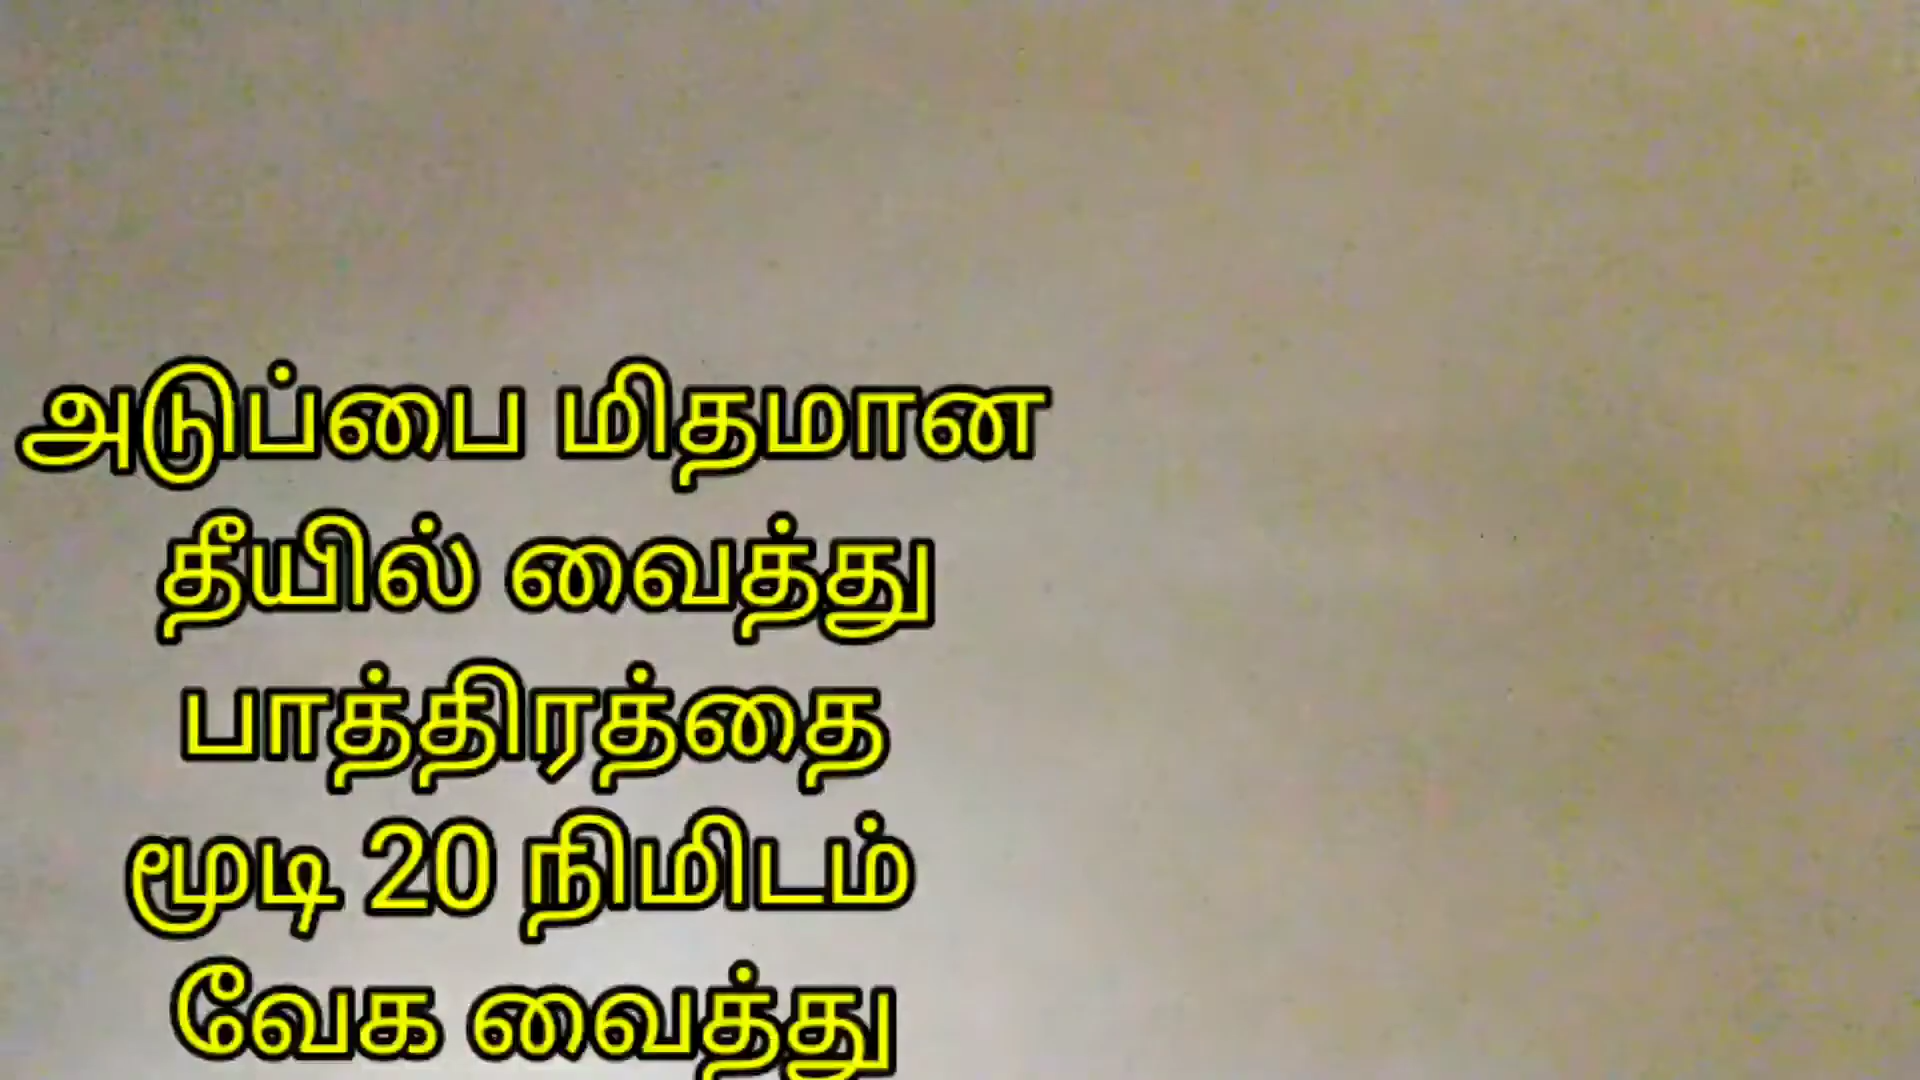 அடுப்பை மிதமான
தீயில் வைத்து
பாத்திரத்தை
மூடி 20 நிமிடம்
வேக வைத்து